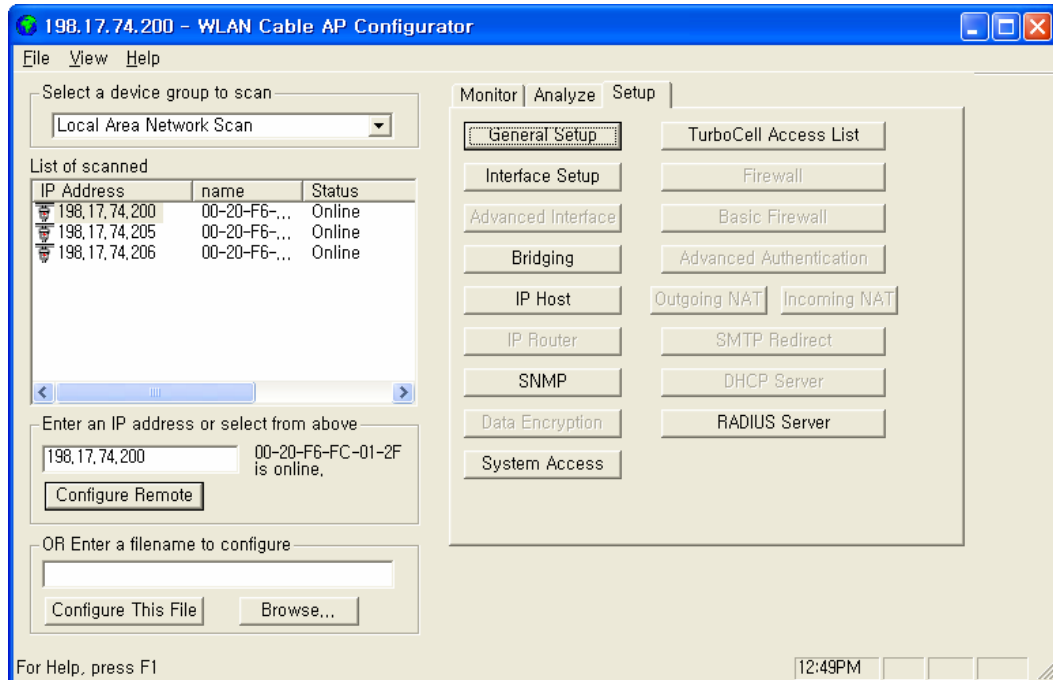 198.17.74.200 - WLAN Cable AP Configurator
File View Help
Select a device group to scan
Local Area Network Scan
List of scanned
IP Address name Status
198,17,74,200 00-20-F6-,,, Online
198,17,74,205 00-20-F6-,,, Online
198,17,74,206 00-20-F6-,,, Online
Enter an IP address or select from above
198,17,74,200
00-20-F6-FC-01-2F
is online,
Configure Remote
OR Enter a filename to configure
Configure This File Browse,,,
Monitor Analyze Setup
General Setup TurboCell Access List
Interface Setup Firewall
Advanced Interface Basic Firewall
Bridging Advanced Authentication
IP Host Outgoing NAT Incoming NAT
IP Router SMTP Redirect
SNMP DHCP Server
Data Encryption RADIUS Server
System Access
For Help, press F1 12:49PM